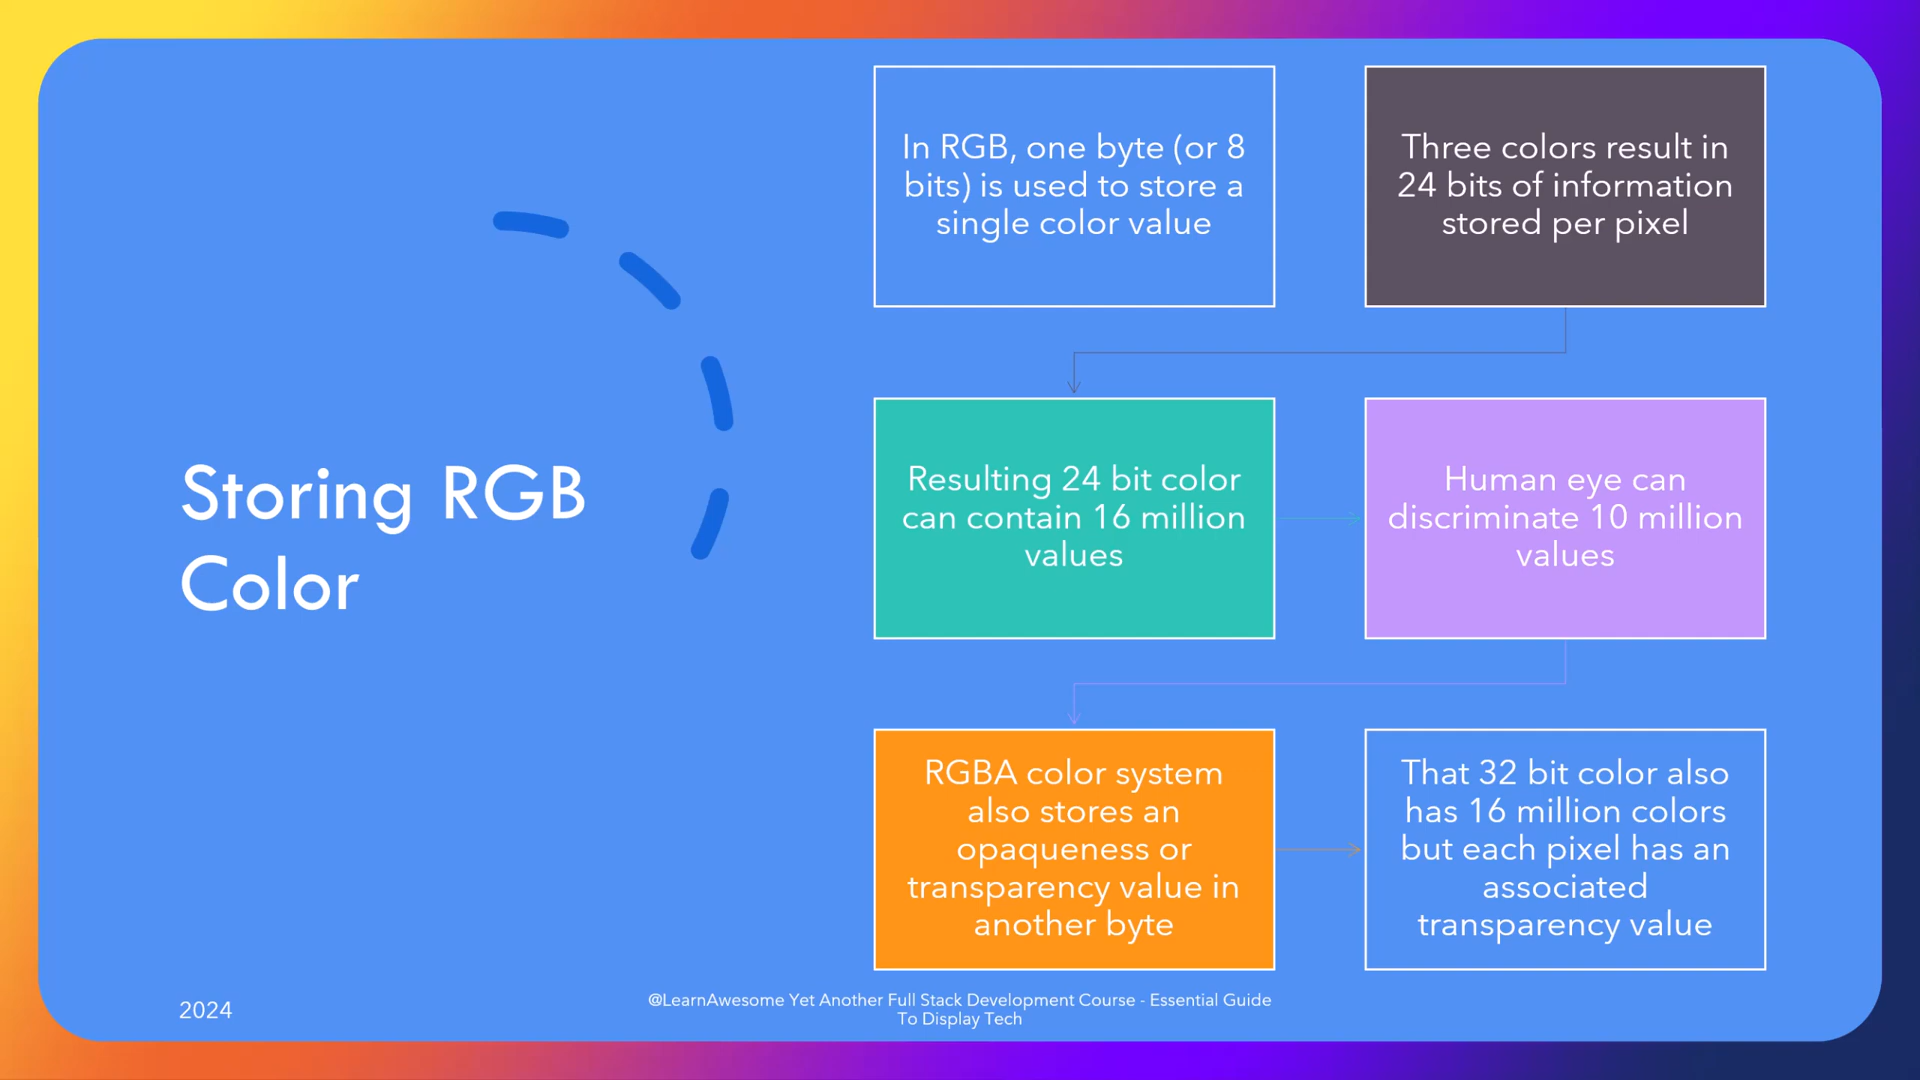 Storing RGB
Color
In RGB, one byte (or 8
bits) is used to store a
single color value
Three colors result in
24 bits of information
stored per pixel
Resulting 24 bit color
can contain 16 million
values
Human eye can
discriminate 10 million
values
RGBA color system
also stores an
opaqueness or
transparency value in
another byte
That 32 bit color also
has 16 million colors
but each pixel has an
associated
transparency value
2024
@LearnAwesome Yet Another Full Stack Development Course - Essential Guide
To Display Tech